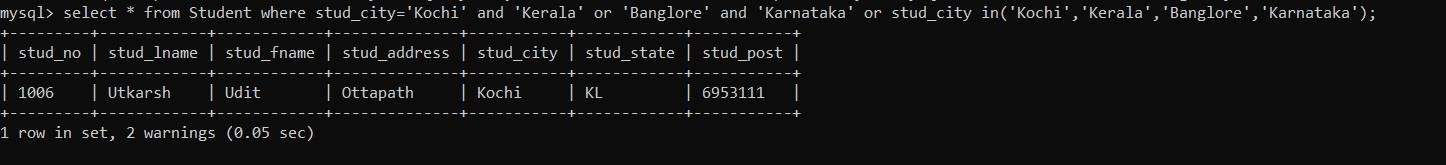 mysql> select * from Student where stud_city='Kochi' and 'Kerala' or 'Banglore' and 'Karnataka' or stud_city in('Kochi','Kerala','Banglore','Karnataka');
+---------+------------+------------+--------------+-----------+------------+-----------+
| stud_no | stud_lname | stud_fname | stud_address | stud_city | stud_state | stud_post |
+---------+------------+------------+--------------+-----------+------------+-----------+
| 1006    | Utkarsh    | Udit       | Ottapath     | Kochi     | KL         | 6953111   |
+---------+------------+------------+--------------+-----------+------------+-----------+
1 row in set, 2 warnings (0.05 sec)